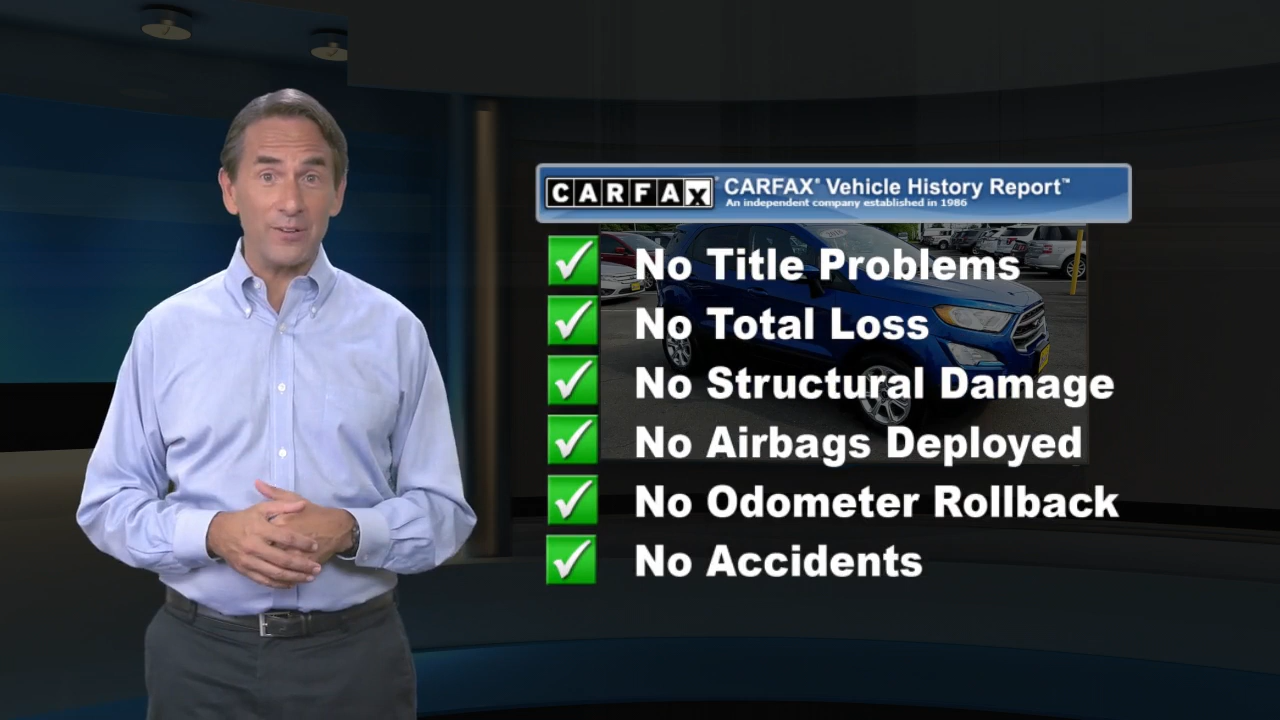 CARFAX® CARFAX® Vehicle History Report™
An independent company established in 1986
No Title Problems
No Total Loss
No Structural Damage
No Airbags Deployed
No Odometer Rollback
No Accidents